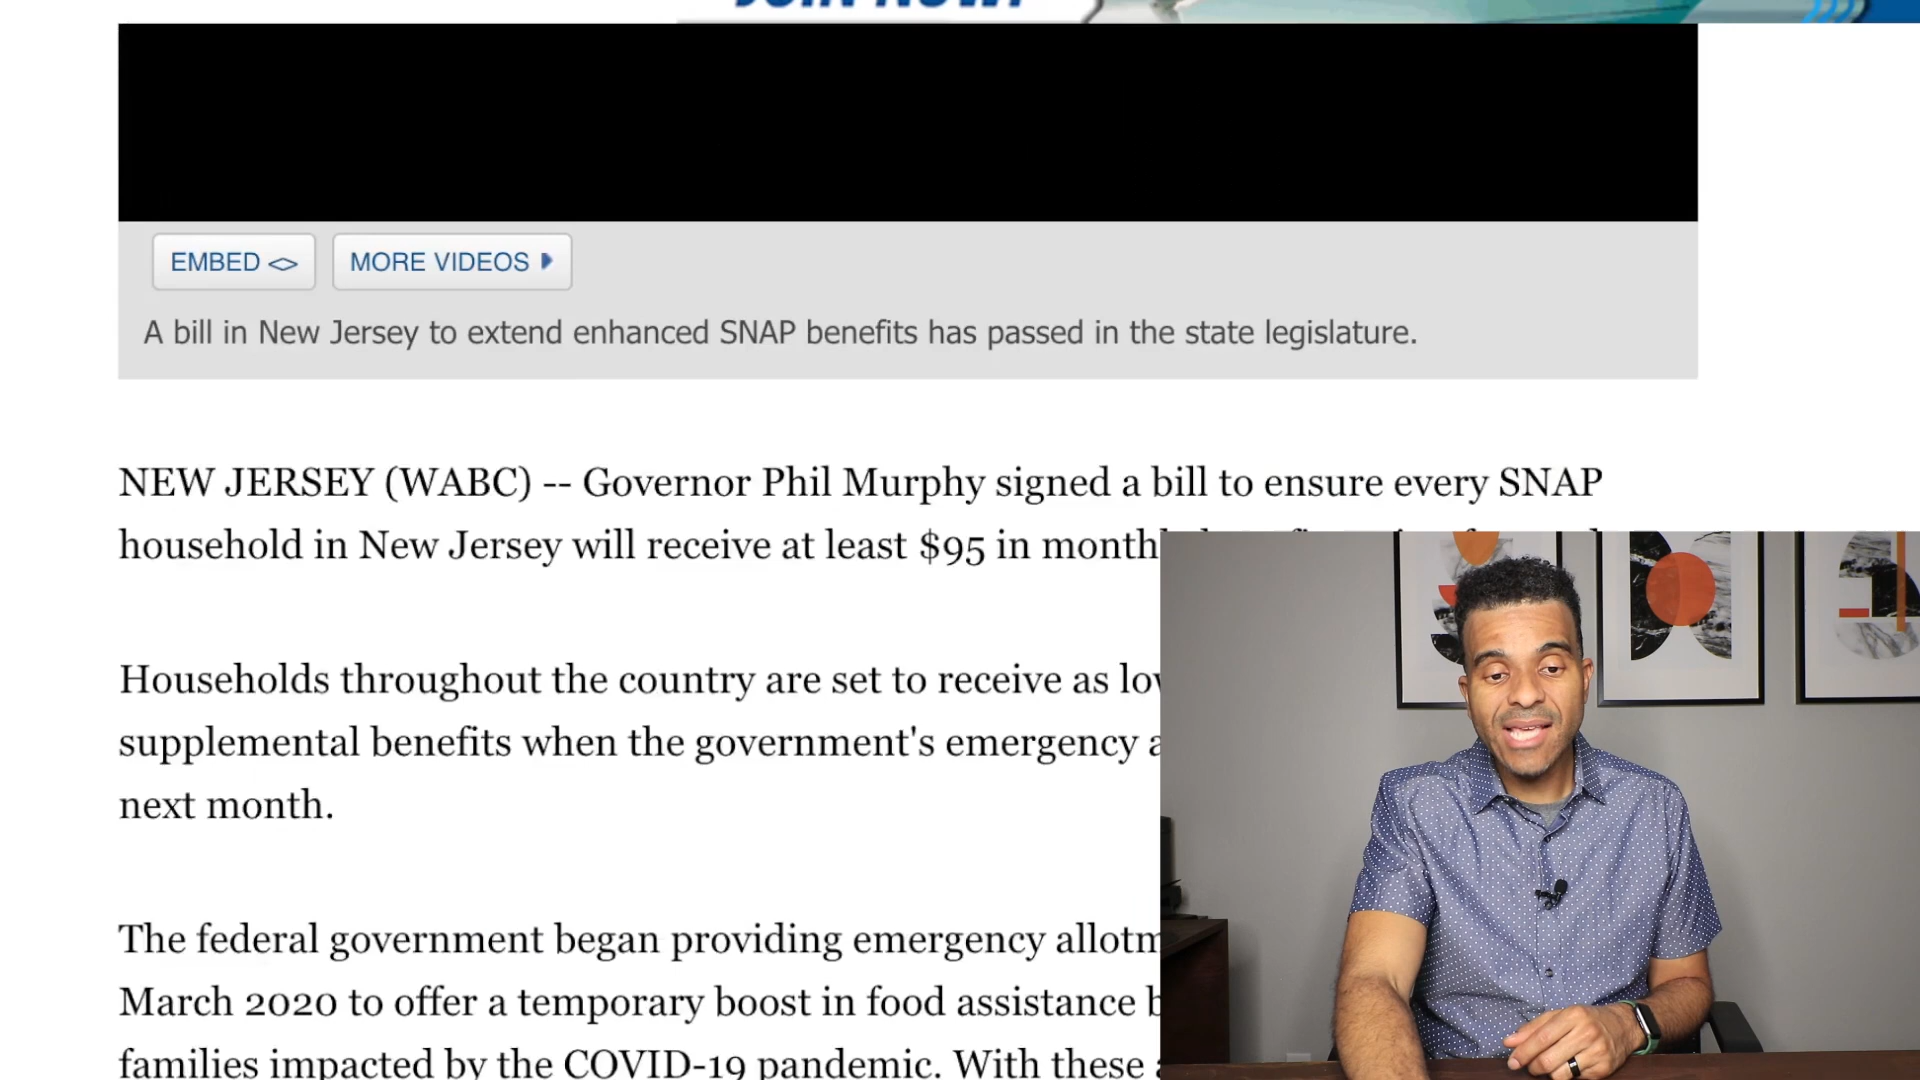 JOIN NOW!
EMBED <> MORE VIDEOS
A bill in New Jersey to extend enhanced SNAP benefits has passed in the state legislature.
NEW JERSEY (WABC) -- Governor Phil Murphy signed a bill to ensure every SNAP
household in New Jersey will receive at least $95 in
Households throughout the country are set to receive as
supplemental benefits when the government's emergency
next month.
The federal government began providing emergency
March 2020 to offer a temporary boost in food assistance
families impacted by the COVID-19 pandemic. With these